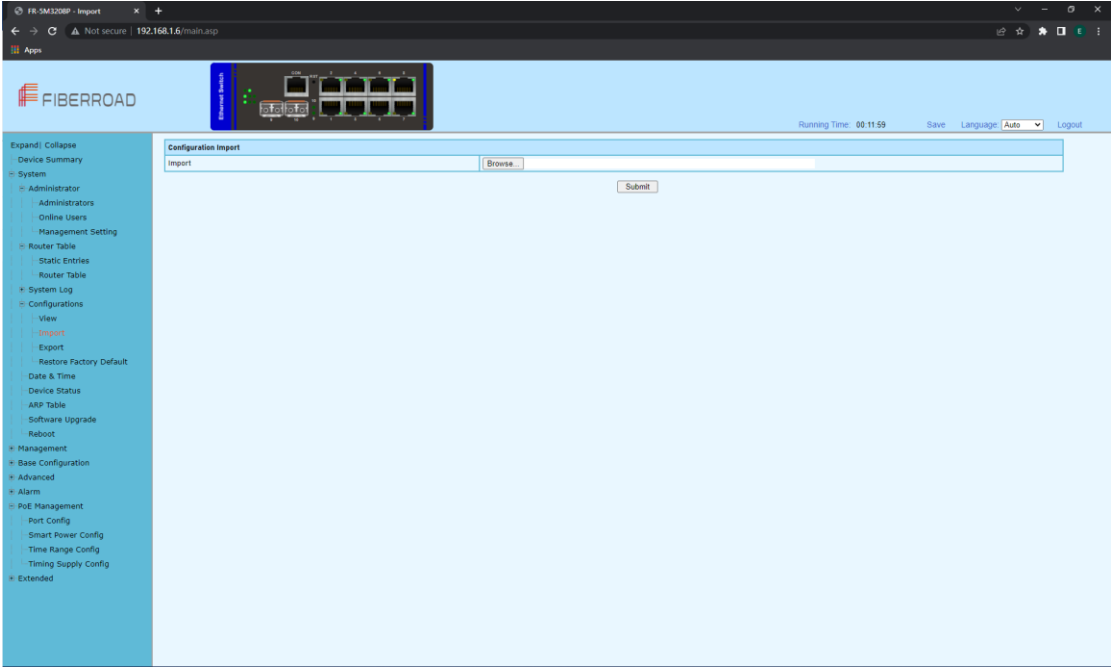 FR-SM3208P - Import
Not secure | 192.168.1.6/main.asp
E
Apps
FIBERROAD
Ethernet Switch
CON
Running Time: 00:11:59 Save Language: Auto Logout
Expand| Collapse
Device Summary
System
Administrator
Administrators
Online Users
Management Setting
Router Table
Static Entries
Router Table
System Log
Configurations
View
Import
Export
Restore Factory Default
Date & Time
Device Status
ARP Table
Software Upgrade
Reboot
Management
Base Configuration
Advanced
Alarm
PoE Management
Port Config
Smart Power Config
Time Range Config
Timing Supply Config
Extended
Configuration Import
Import Browse...
Submit